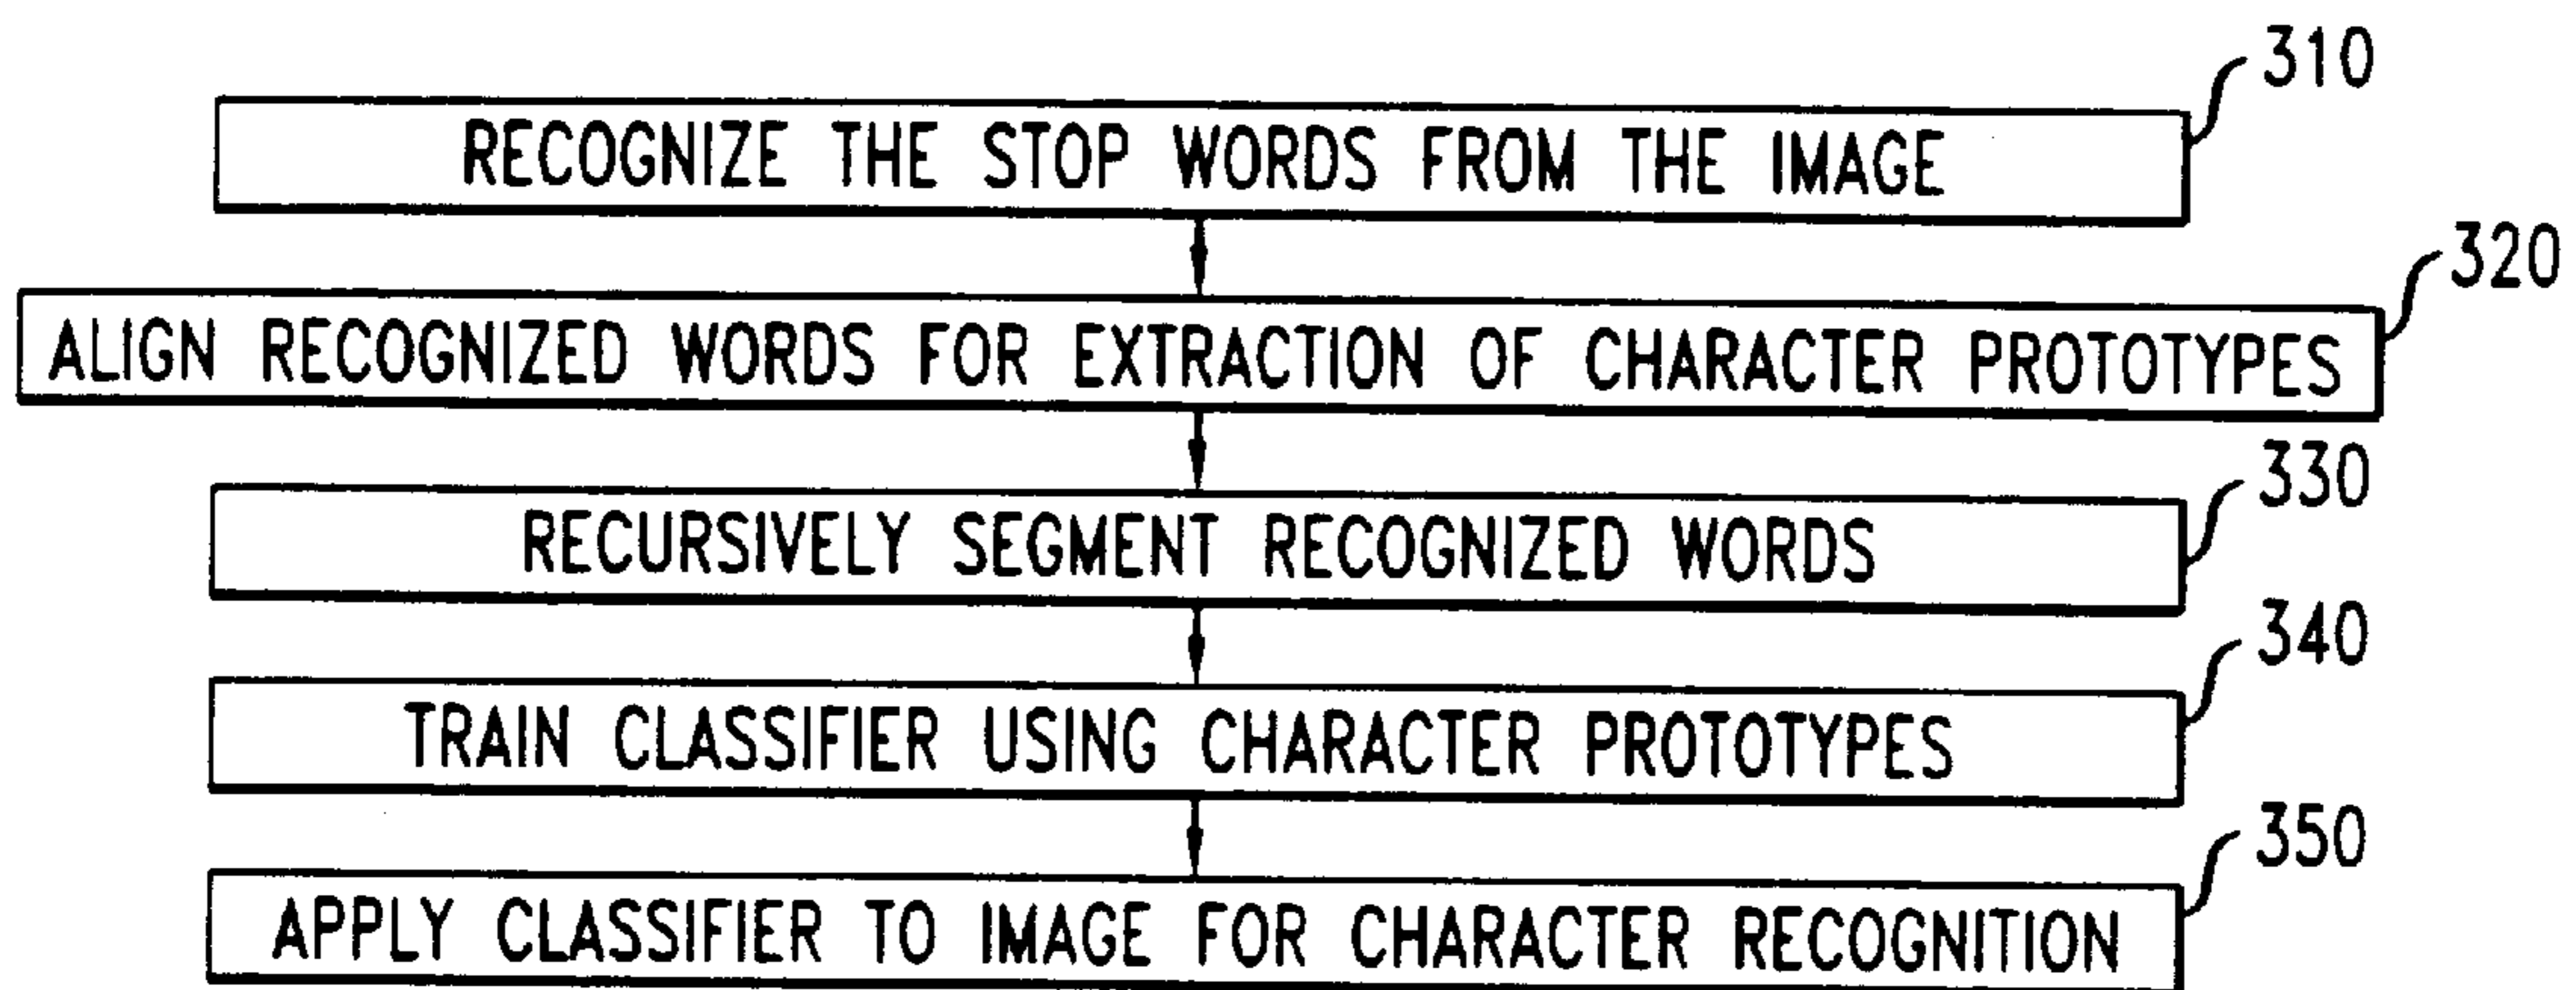 310
RECOGNIZE THE STOP WORDS FROM THE IMAGE
320
ALIGN RECOGNIZED WORDS FOR EXTRACTION OF CHARACTER PROTOTYPES
330
RECURSIVELY SEGMENT RECOGNIZED WORDS
340
TRAIN CLASSIFIER USING CHARACTER PROTOTYPES
350
APPLY CLASSIFIER TO IMAGE FOR CHARACTER RECOGNITION